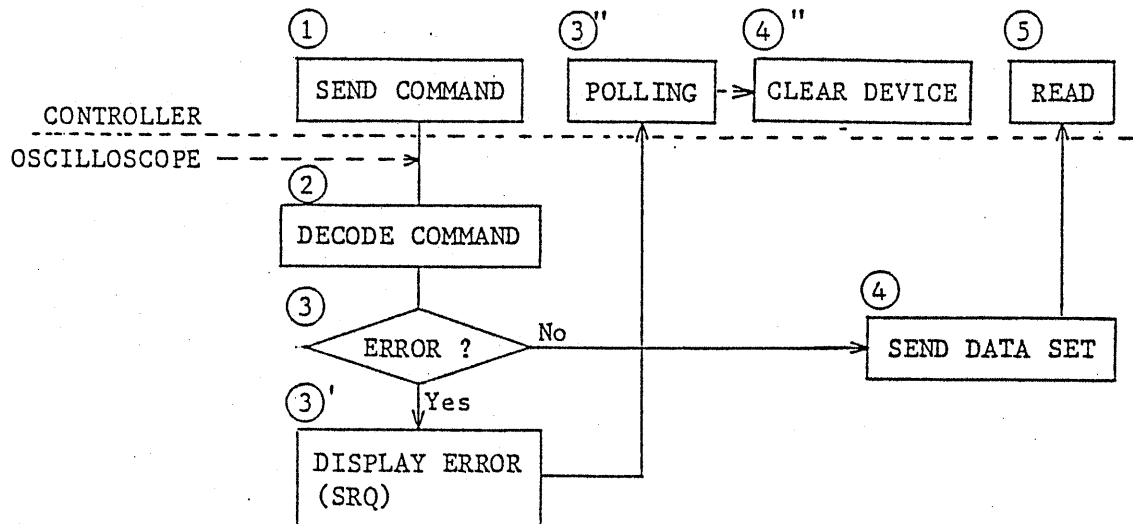 ① ③" ④" ⑤
SEND COMMAND POLLING CLEAR DEVICE READ
CONTROLLER
OSCILLOSCOPE
②
DECODE COMMAND
④
③ No
ERROR ? SEND DATA SET
③' Yes
DISPLAY ERROR
(SRQ)